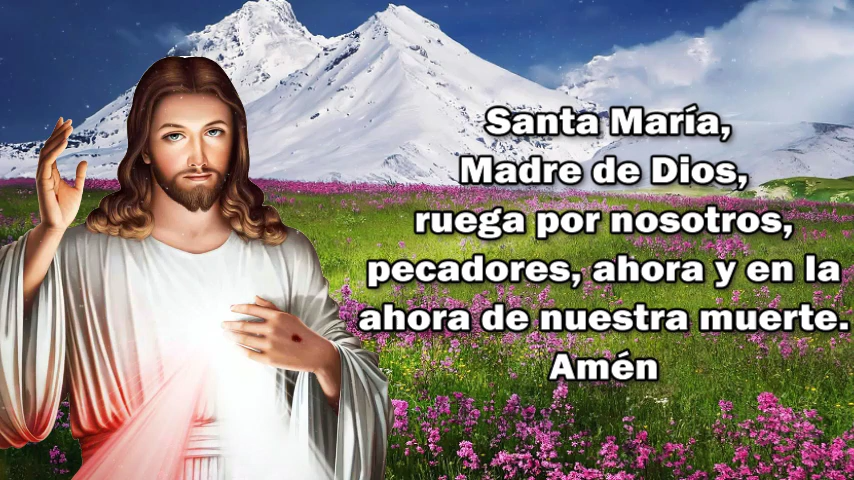 Santa María,
Madre de Dios,
ruega por nosotros,
pecadores, ahora y en la
ahora de nuestra muerte.
Amén